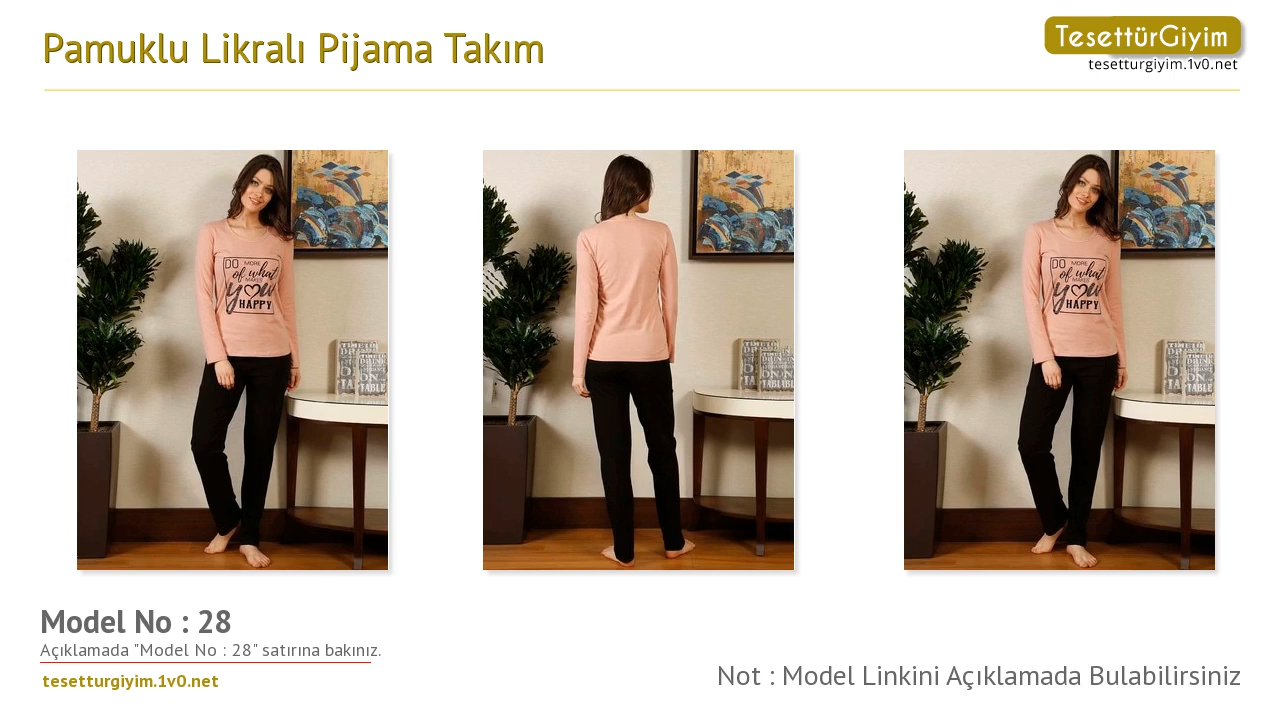 Pamuklu Likralı Pijama Takım
TesettürGiyim
tesetturgiyim.1v0.net
DO MORE
of what
MAKES
you
HAPPY
DO MORE
of what
MAKES
you
HAPPY
Model No : 28
Açıklamada "Model No : 28" satırına bakınız.
tesetturgiyim.1v0.net
Not : Model Linkini Açıklamada Bulabilirsiniz